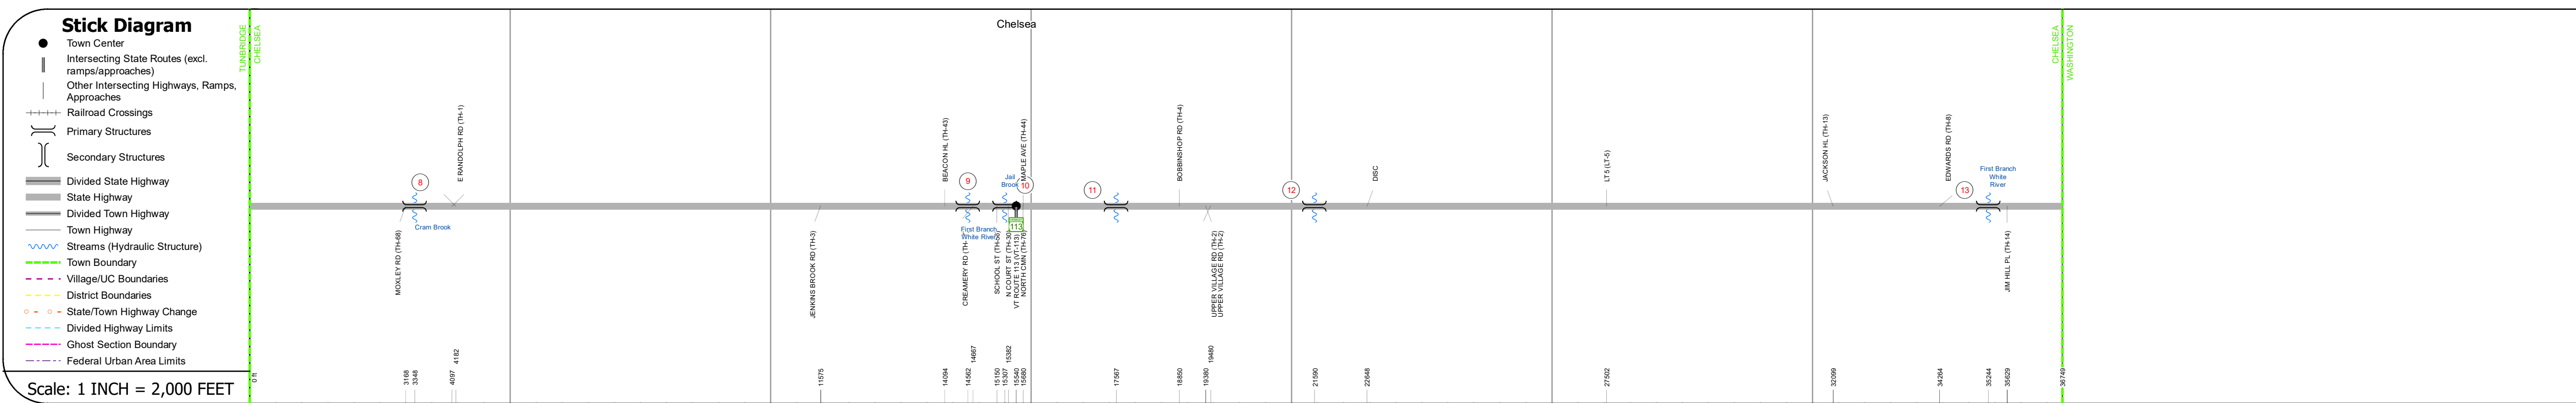 Stick Diagram
Town Center
Intersecting State Routes (excl.
ramps/approaches)
Other Intersecting Highways, Ramps,
Approaches
Railroad Crossings
Primary Structures
Secondary Structures
Divided State Highway
State Highway
Divided Town Highway
Town Highway
Streams (Hydraulic Structure)
Town Boundary
Village/UC Boundaries
District Boundaries
State/Town Highway Change
Divided Highway Limits
Ghost Section Boundary
Federal Urban Area Limits
Scale: 1 INCH = 2,000 FEET
TUNBRIDGE
CHELSEA
Chelsea
CHELSEA
WASHINGTON
E RANDOLPH RD (TH-1)
BEACON HL (TH-43)
MAPLE AVE (TH-44)
BOBBINSHOP RD (TH-4)
DISC
LT 5 (LT-5)
JACKSON HL (TH-13)
EDWARDS RD (TH-8)
8
9
Jail
Brook
10
11
12
13
First Branch
White
River
Cram Brook
First Branch
White River
113
MOXLEY RD (TH-68)
JENKINS BROOK RD (TH-3)
CREAMERY RD (TH-
SCHOOL ST (TH-
N COURT ST (TH-30)
VT ROUTE 113 (VT-113)
NORTH CMN (TH-76)
UPPER VILLAGE RD (TH-2)
UPPER VILLAGE RD (TH-2)
JIM HILL PL (TH-14)
0 ft
3168
3348
4097
4182
11575
14094
14562
14667
15150
15307
15382
15540
15680
17567
18850
19380
19480
21590
22648
27502
32099
34264
35244
35629
36749